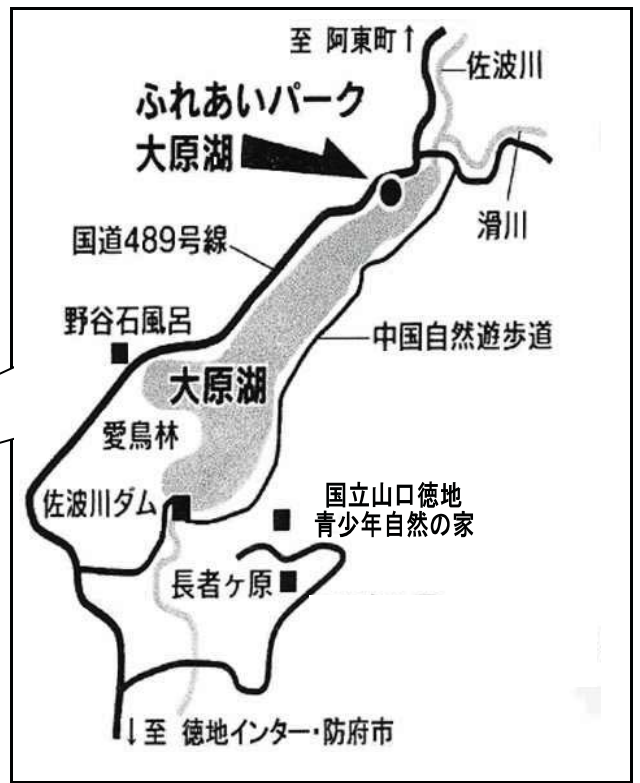 至 阿東町↑
佐波川
ふれあいパーク
大原湖
滑川
国道489号線
野谷石風呂
中国自然遊歩道
大原湖
愛鳥林
佐波川ダム
国立山口徳地
青少年自然の家
長者ヶ原
↓至 徳地インター・防府市